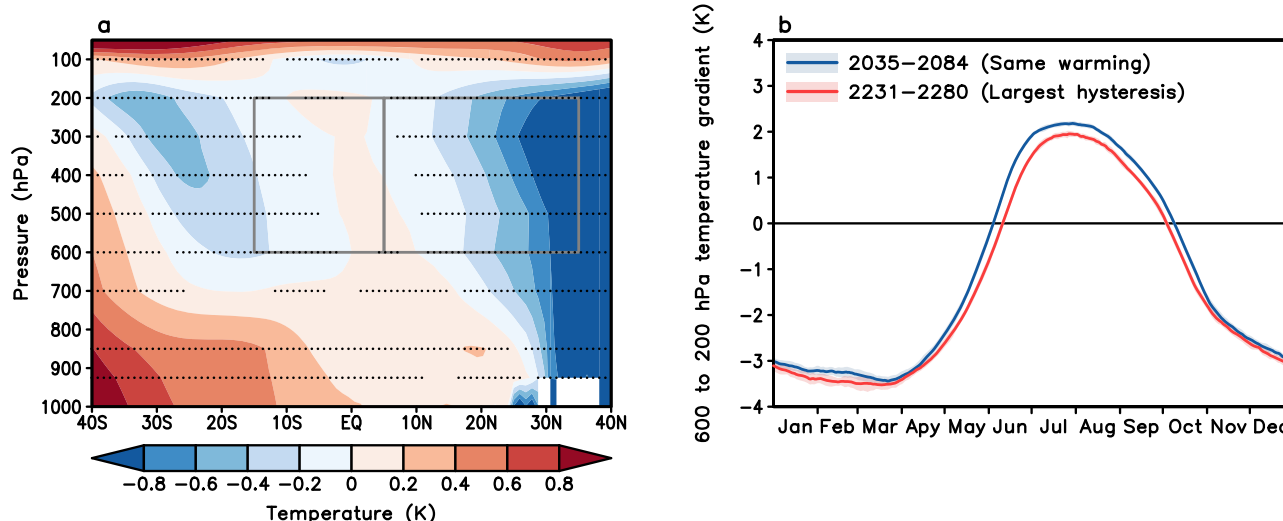 a
Pressure (hPa)
100
200
300
400
500
600
700
800
900
1000
40S 30S 20S 10S EQ 10N 20N 30N 40N
-0.8 -0.6 -0.4 -0.2 0 0.2 0.4 0.6 0.8
Temperature (K)
b
600 to 200 hPa temperature gradient (K)
4
3
2
1
0
-1
-2
-3
-4
2035-2084 (Same warming)
2231-2280 (Largest hysteresis)
Jan Feb Mar Apy May Jun Jul Aug Sep Oct Nov Dec